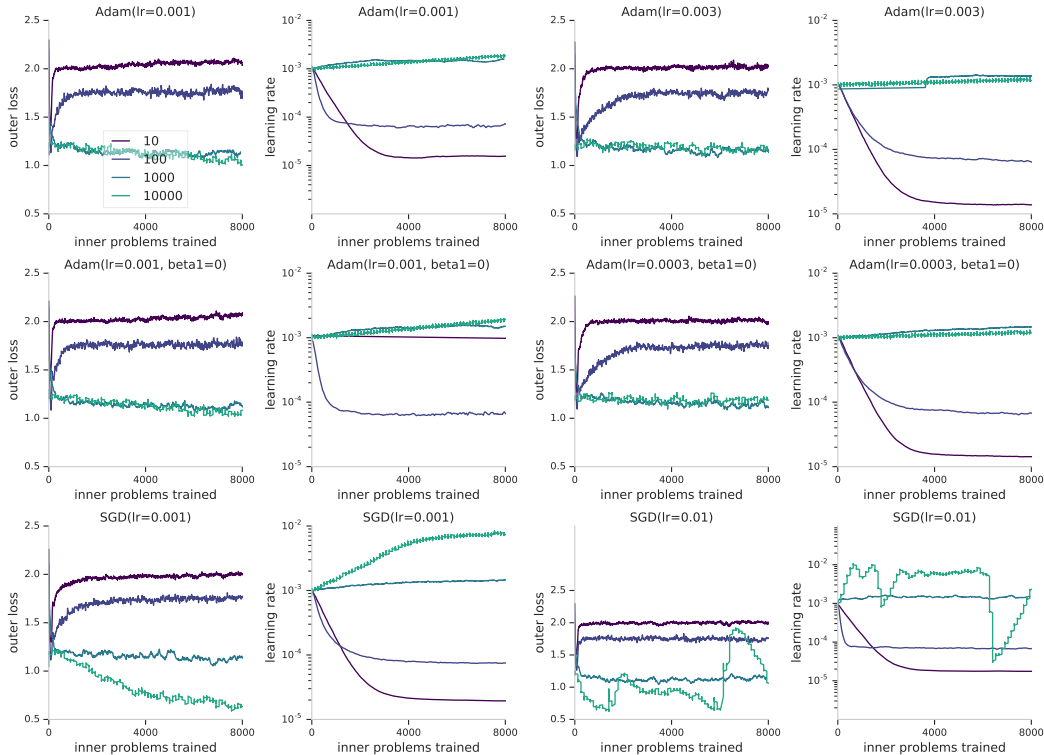 Adam(lr=0.001)
2.5
2.0
1.5
1.0
0.5
outer loss
0
4000
8000
inner problems trained
10
100
1000
10000
Adam(lr=0.001)
10^-2
10^-3
10^-4
10^-5
learning rate
0
4000
8000
inner problems trained
Adam(lr=0.003)
2.5
2.0
1.5
1.0
0.5
outer loss
0
4000
8000
inner problems trained
Adam(lr=0.003)
10^-2
10^-3
10^-4
10^-5
learning rate
0
4000
8000
inner problems trained
Adam(lr=0.001, beta1=0)
2.5
2.0
1.5
1.0
0.5
outer loss
0
4000
8000
inner problems trained
Adam(lr=0.001, beta1=0)
10^-2
10^-3
10^-4
10^-5
learning rate
0
4000
8000
inner problems trained
Adam(lr=0.0003, beta1=0)
2.5
2.0
1.5
1.0
0.5
outer loss
0
4000
8000
inner problems trained
Adam(lr=0.0003, beta1=0)
10^-2
10^-3
10^-4
10^-5
learning rate
0
4000
8000
inner problems trained
SGD(lr=0.001)
2.5
2.0
1.5
1.0
0.5
outer loss
0
4000
8000
inner problems trained
SGD(lr=0.001)
10^-2
10^-3
10^-4
10^-5
learning rate
0
4000
8000
inner problems trained
SGD(lr=0.01)
2.5
2.0
1.5
1.0
0.5
outer loss
0
4000
8000
inner problems trained
SGD(lr=0.01)
10^-2
10^-3
10^-4
10^-5
learning rate
0
4000
8000
inner problems trained